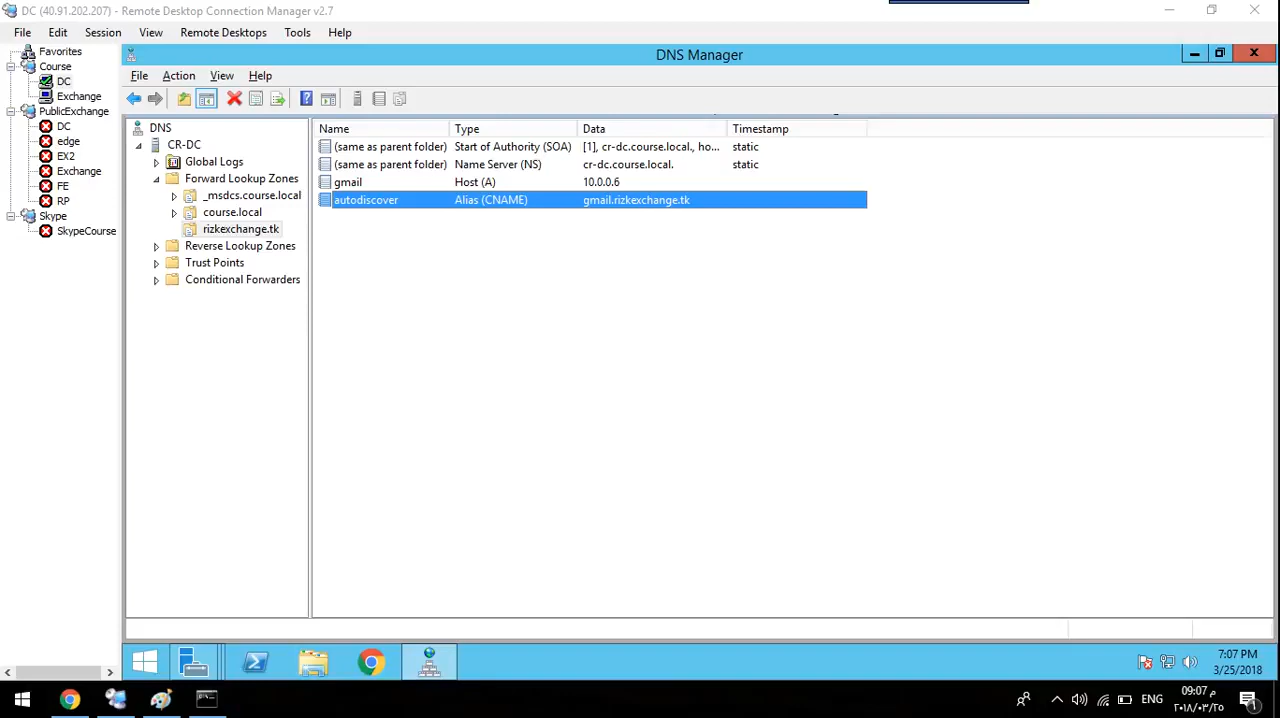 DC (40.91.202.207) - Remote Desktop Connection Manager v2.7
File Edit Session View Remote Desktops Tools Help
Favorites
Course
DC
Exchange
PublicExchange
DC
edge
EX2
Exchange
FE
RP
Skype
SkypeCourse
DNS Manager
File Action View Help
DNS
CR-DC
Global Logs
Forward Lookup Zones
_msdcs.course.local
course.local
rizkexchange.tk
Reverse Lookup Zones
Trust Points
Conditional Forwarders
Name Type Data Timestamp
(same as parent folder) Start of Authority (SOA) [1], cr-dc.course.local., ho... static
(same as parent folder) Name Server (NS) cr-dc.course.local. static
gmail Host (A) 10.0.0.6
autodiscover Alias (CNAME) gmail.rizkexchange.tk
7:07 PM
3/25/2018
ENG
09:07 م
٢٠١٨/٠٣/٢٥
1